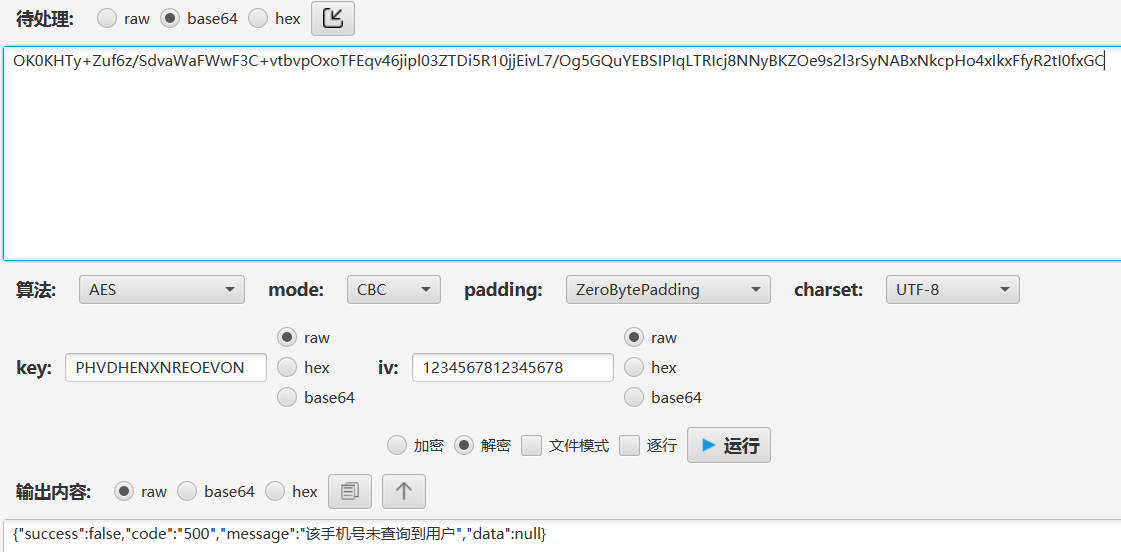 待处理: raw base64 hex
OK0KHTy+Zuf6z/SdvaWaFWwF3C+vtbvpOxoTFEqv46jipl03ZTDi5R10jjEivL7/Og5GQuYEBSIPIqLTRIcj8NNyBKZOe9s2l3rSyNABxNkcpHo4xIkxFfyR2tI0fxGC
算法: AES mode: CBC padding: ZeroBytePadding charset: UTF-8
raw raw
key: PHVDHENXNREOEVON hex iv: 1234567812345678 hex
base64 base64
加密 解密 文件模式 逐行 运行
输出内容: raw base64 hex
{"success":false,"code":"500","message":"该手机号未查询到用户","data":null}